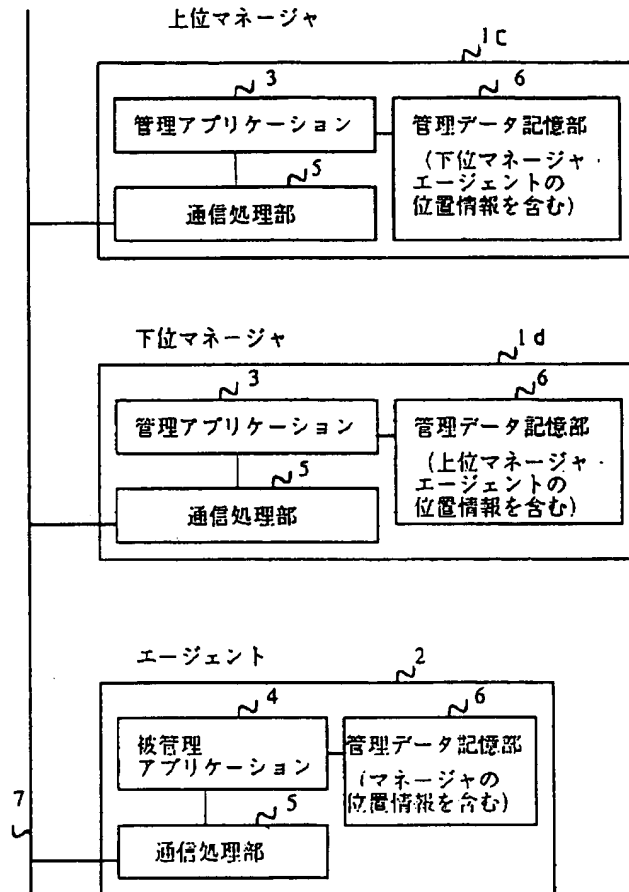 上位マネージャ
1c
3
6
管理アプリケーション
管理データ記憶部
(下位マネージャ・
エージェントの
位置情報を含む)
5
通信処理部
下位マネージャ
1d
3
6
管理アプリケーション
管理データ記憶部
(上位マネージャ・
エージェントの
位置情報を含む)
5
通信処理部
エージェント
2
4
6
被管理
アプリケーション
管理データ記憶部
(マネージャの
位置情報を含む)
5
通信処理部
7